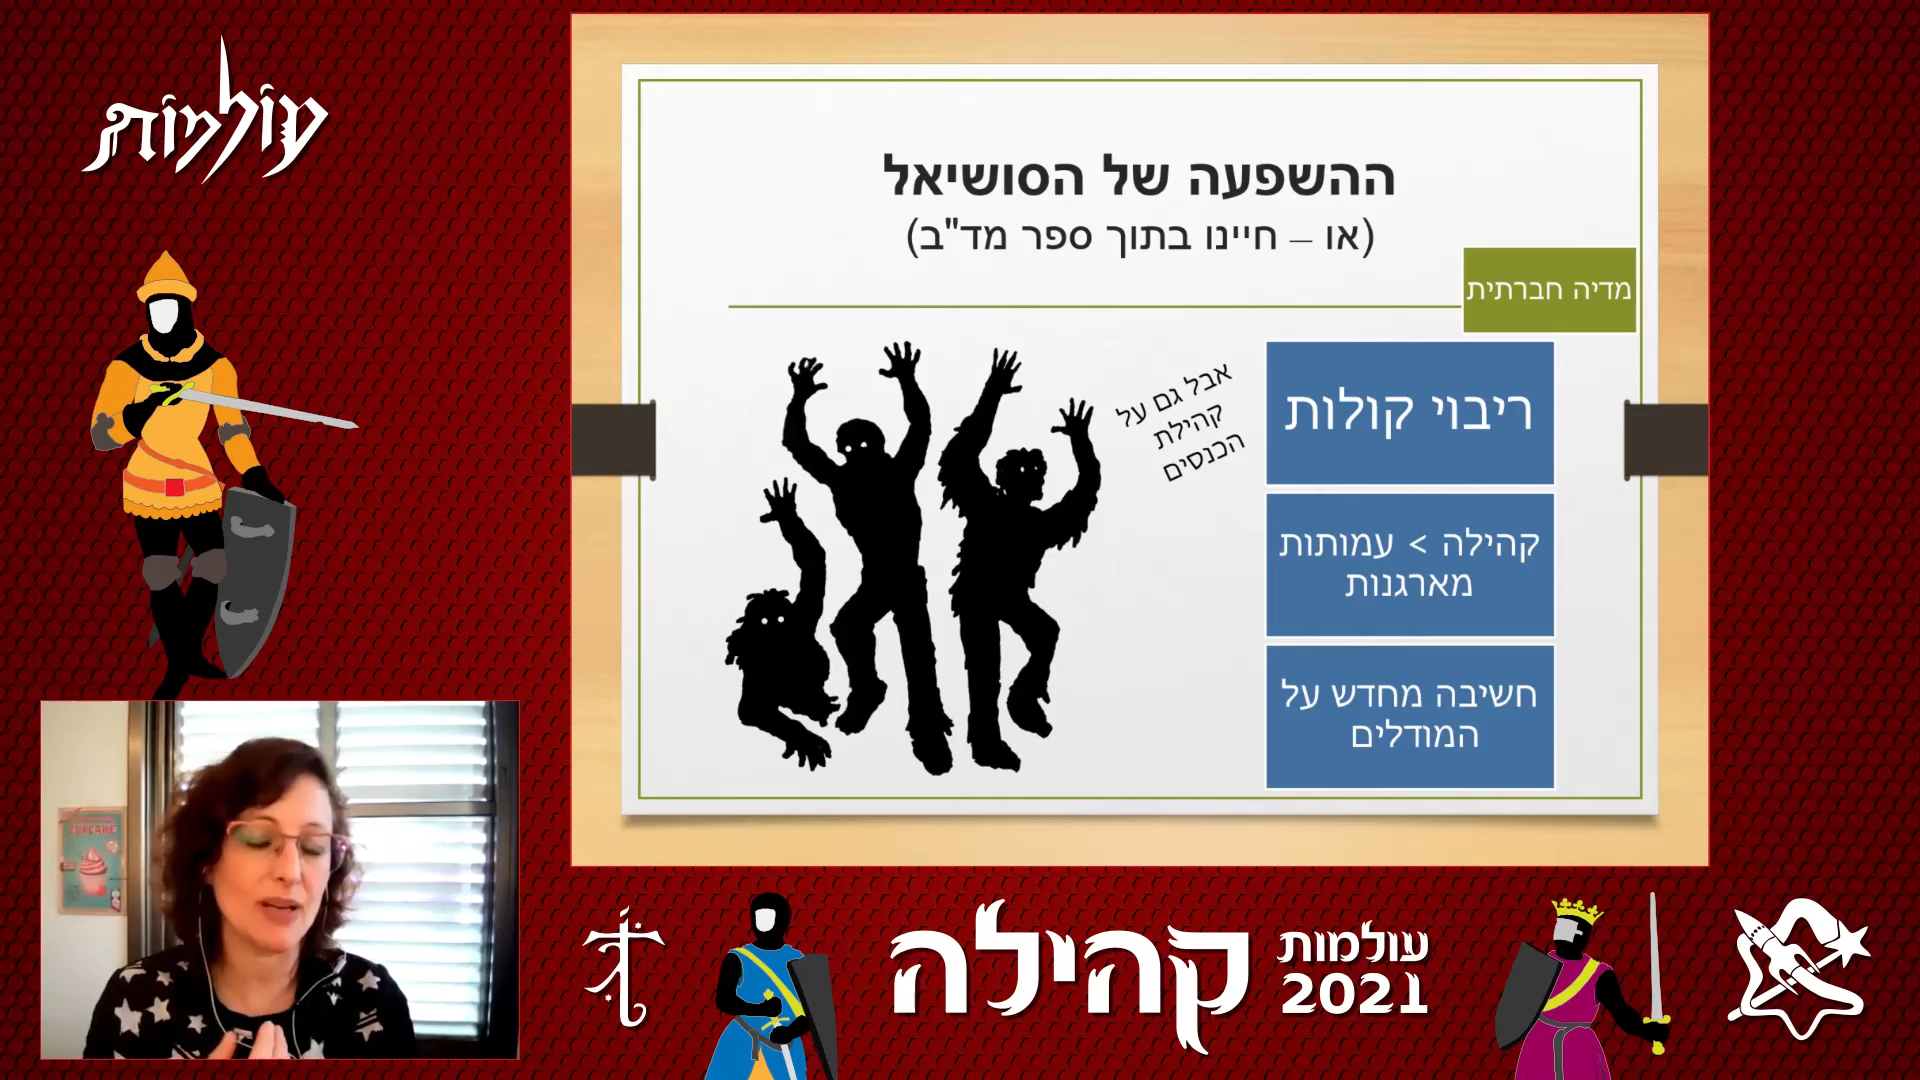 עולמות
ההשפעה של הסושיאל
(או – חיינו בתוך ספר מד"ב)
מדיה חברתית
אבל גם על
קהילת
הכנסים
ריבוי קולות
קהילה > עמותות
מארגנות
חשיבה מחדש על
המודלים
CUPCAKE
קהילה
עולמות
2021